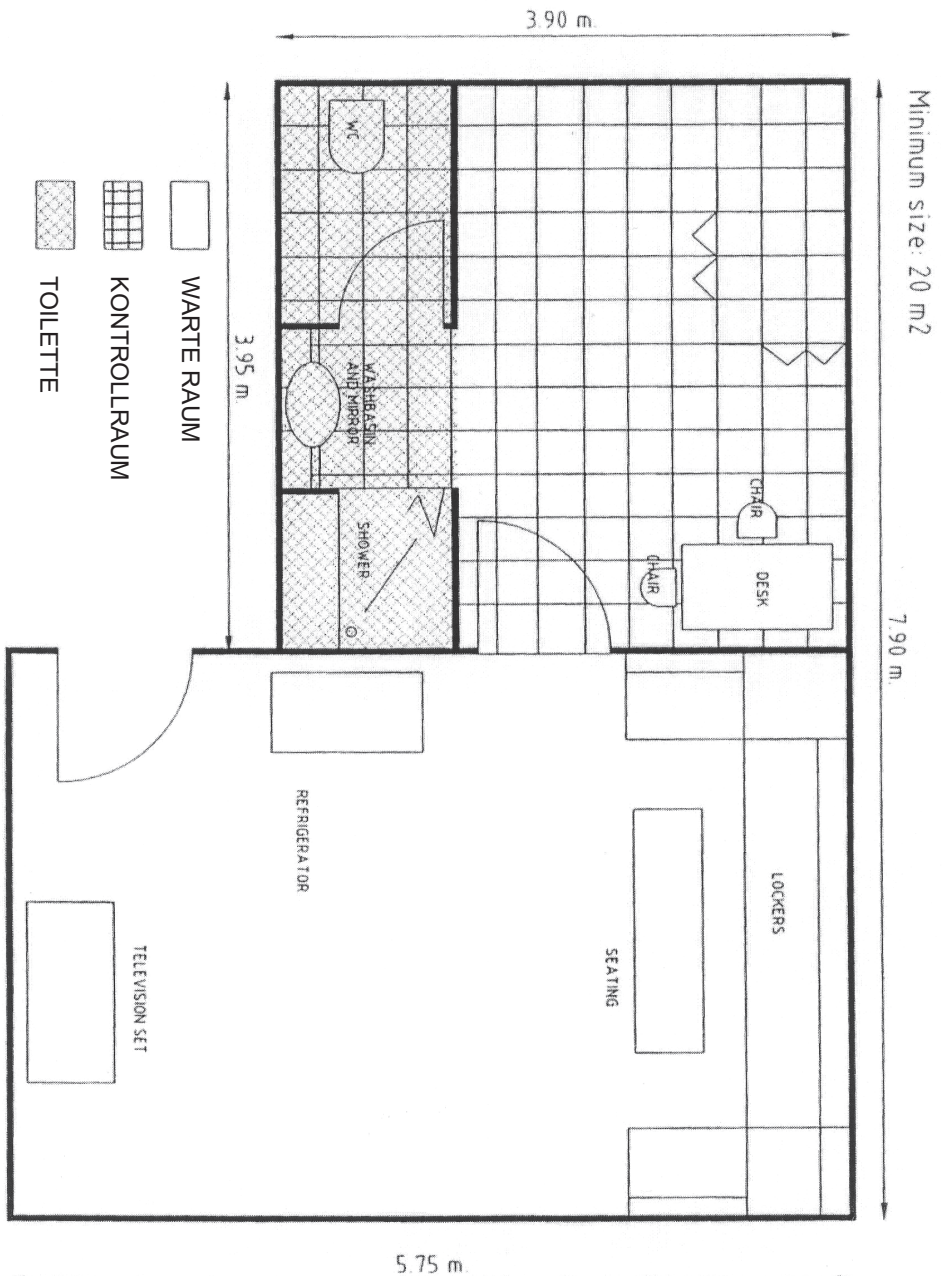 Minimum size: 20 m2
7.90 m.
3.90 m.
WC
WASHBASIN
AND MIRROR
SHOWER
CHAIR
CHAIR
DESK
LOCKERS
SEATING
REFRIGERATOR
TELEVISION SET
5.75 m.
3.95 m
WARTE RAUM
KONTROLLRAUM
TOILETTE